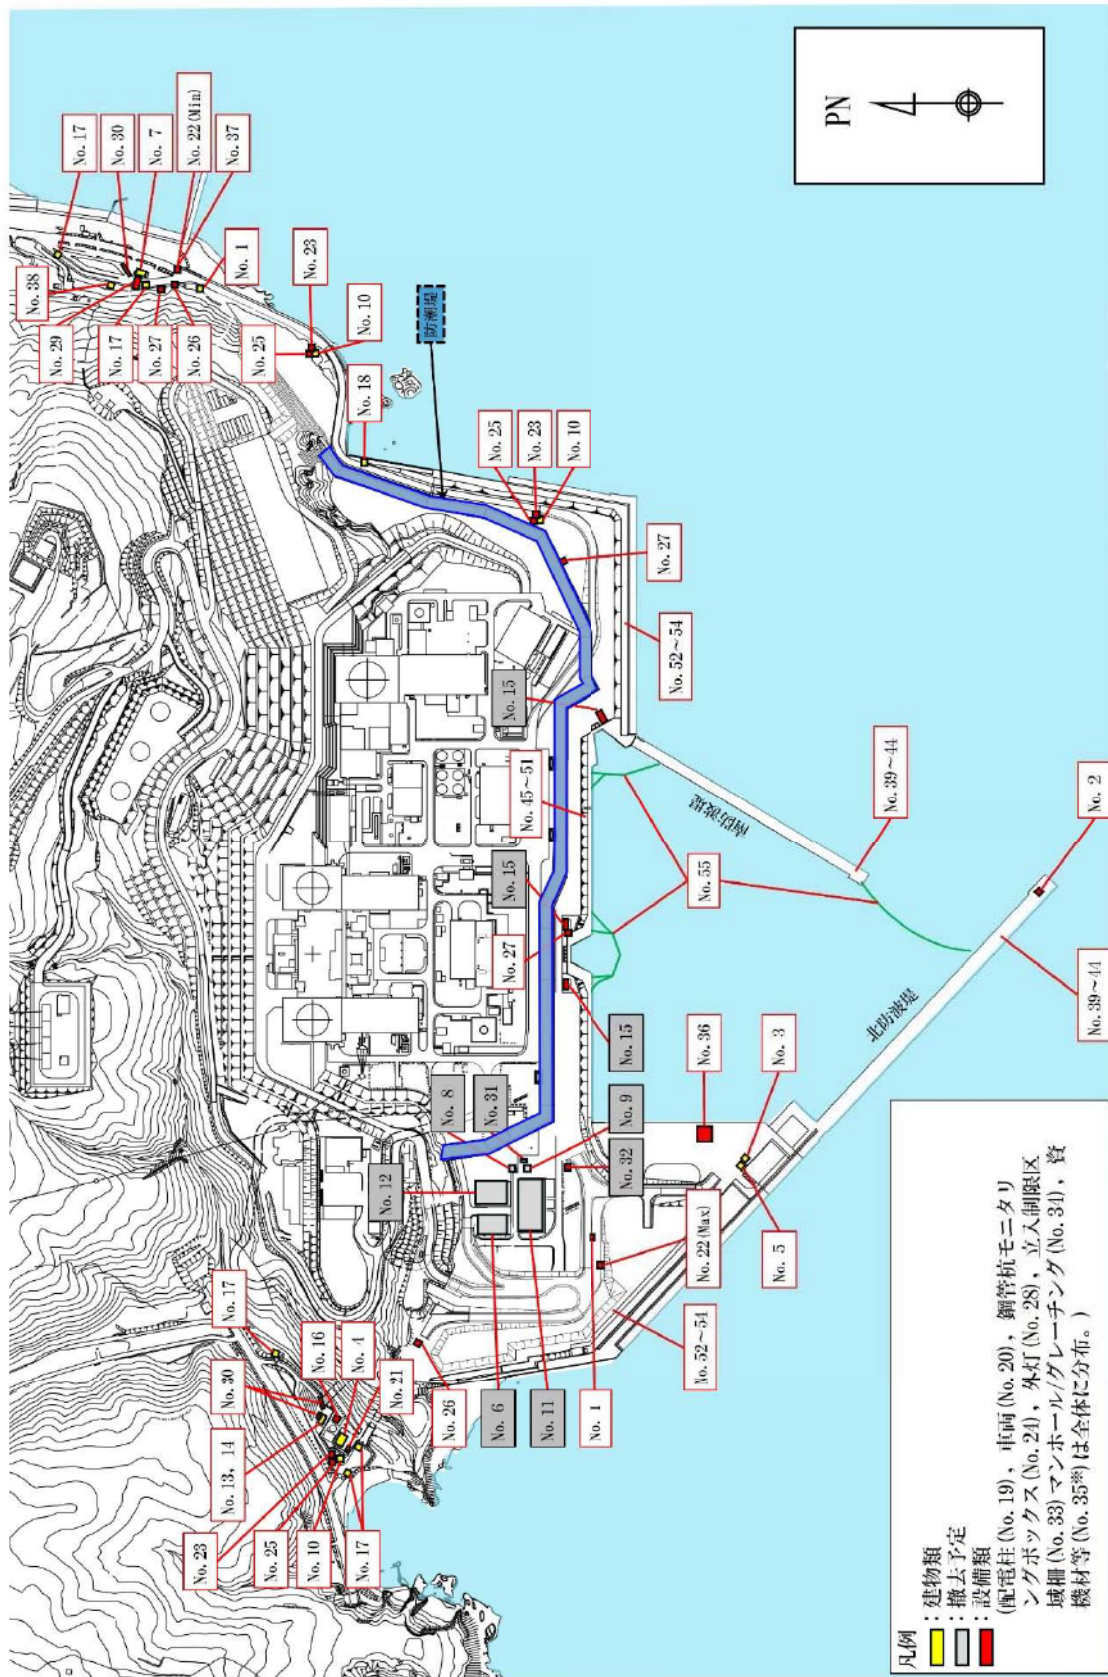 No. 23
No. 13、14
No. 30
No. 17
No. 25
No. 10
No. 17
No. 16
No. 4
No. 21
No. 26
No. 6
No. 11
No. 1
No. 12
No. 8
No. 31
No. 9
No. 32
No. 22(Max)
No. 52~54
No. 5
No. 3
No. 36
No. 15
No. 27
No. 15
No. 45~51
No. 15
No. 55
北防波堤
No. 39~44
南防波堤
No. 39~44
No. 2
No. 52~54
No. 27
No. 25
No. 23
No. 10
No. 18
防潮堤
No. 25
No. 23
No. 10
No. 38
No. 29
No. 17
No. 27
No. 26
No. 17
No. 30
No. 7
No. 22(Min)
No. 37
No. 1
PN
凡例
：建物類
：撤去予定
：設備類
(配電柱(No. 19)，車両(No. 20)，鋼管杭モニタリ
ングボックス(No. 24)，外灯(No. 28)，立入制限区
域柵(No. 33)マンホール/グレーチング(No. 34)，資
機材等(No. 35※)は全体に分布。)